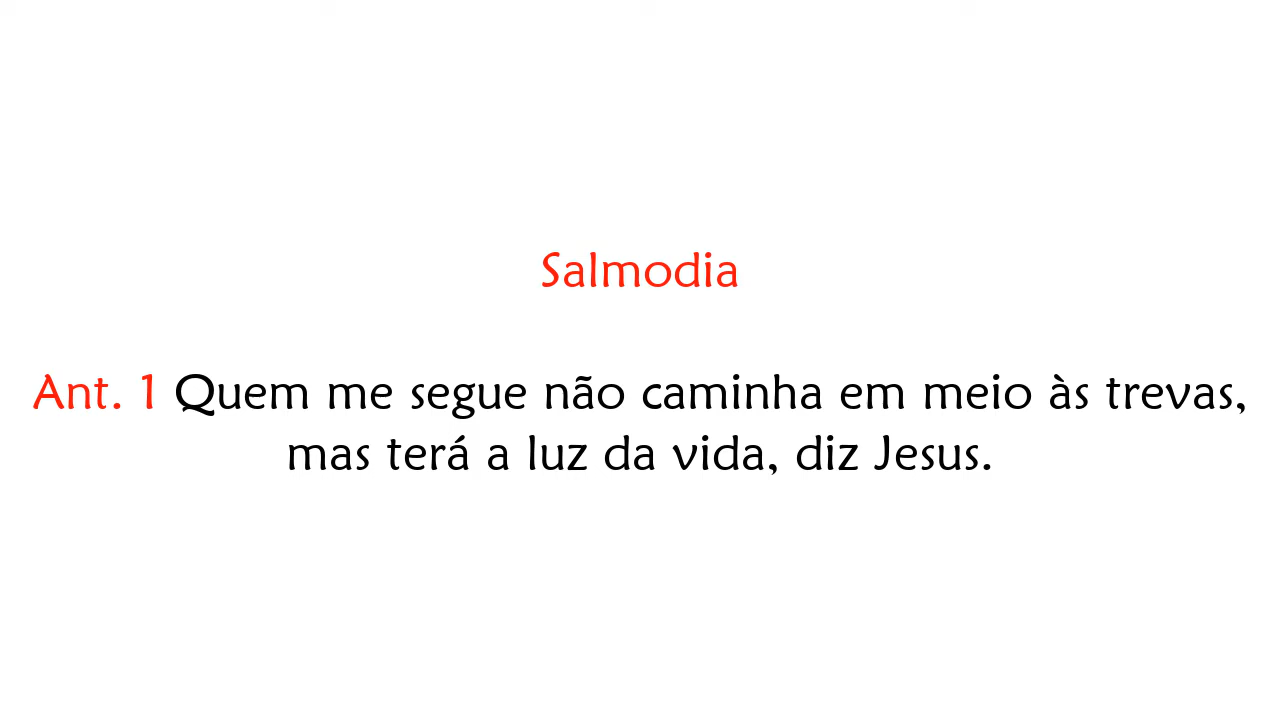 Salmodia
Ant. 1 Quem me segue não caminha em meio às trevas,
mas terá a luz da vida, diz Jesus.